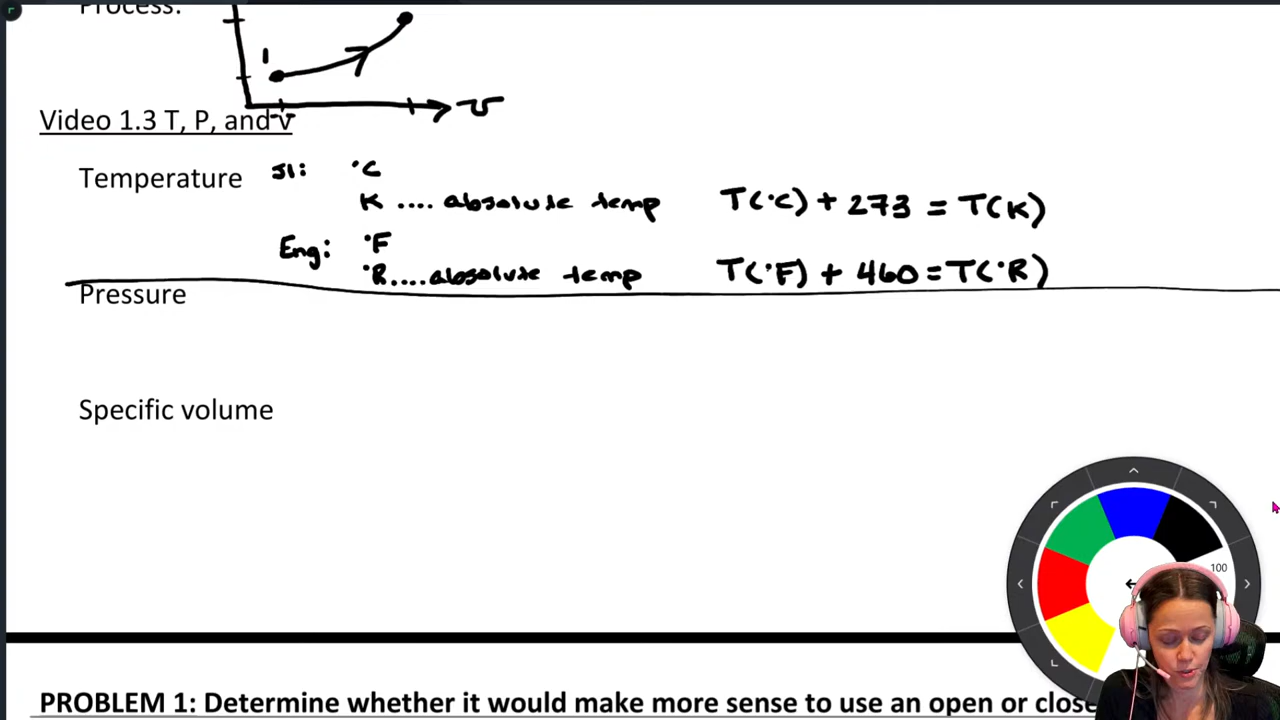 Process:
1
v
Video 1.3 T, P, and v
Temperature SI: °C
K .... absolute temp T(°C) + 273 = T(K)
Eng: °F
°R.... absolute temp T(°F) + 460 = T(°R)
Pressure
Specific volume
100
PROBLEM 1: Determine whether it would make more sense to use an open or close